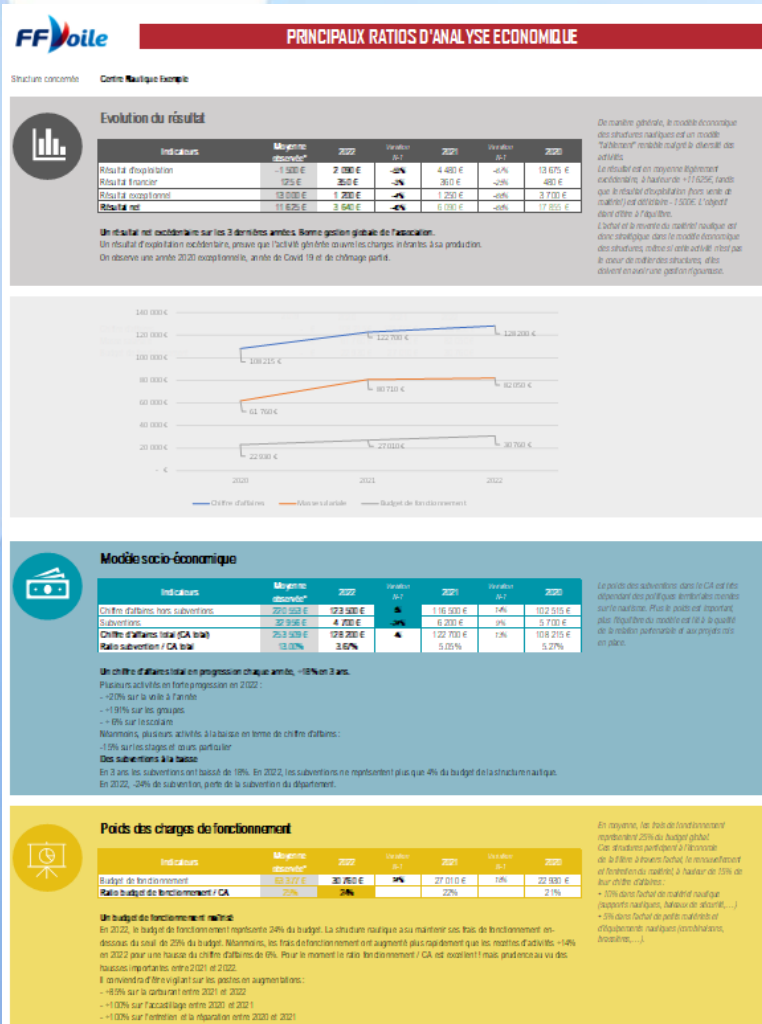 FFVoile
PRINCIPAUX RATIOS D'ANALYSE ECONOMIQUE
Structure concernée Centre Nautique Exemple
Evolution du résultat
Indicateurs Moyenne observée* 2022 Variation N-1 2021 Variation N-1 2020
Résultat d'exploitation -1 500 € 2 090 € 4 480 € -67% 13 675 €
Résultat financier 125 € 350 € -3% 360 € -25% 480 €
Résultat exceptionnel 13 000 € 1 200 € -4% 1 250 € -66% 3 700 €
Résultat net 11 625 € 3 640 € 6 090 € -66% 17 855 €
Un résultat net excédentaire sur les 3 dernières années. Bonne gestion globale de l'association.
Un résultat d'exploitation excédentaire, preuve que l'activité générée couvre les charges inérantes à sa production.
On observe une année 2020 exceptionnelle, année de Covid 19 et de chômage partiel.
De manière générale, le modèle économique
des structures nautiques est un modèle
"faiblement" rentable malgré la diversité des
activités.
Le résultat est en moyenne légèrement
excédentaire, à hauteur de +11625€, tandis
que le résultat d'exploitation (hors vente de
matériel) est déficitaire - 1500€. L'objectif
étant d'être à l'équilibre.
L'achat et la revente du matériel nautique est
donc stratégique dans le modèle économique
des structures, même si cette activité n'est pas
le coeur de métier des structures, elles
doivent en avoir une gestion rigoureuse.
140 000 €
120 000 €
100 000 €
80 000 €
60 000 €
40 000 €
20 000 €
- €
108 215 €
122 700 €
128 200 €
61 760 €
80 710 €
82 050 €
22 930 €
27 010 €
30 760 €
2020 2021 2022
Chiffre d'affaires Masse salariale Budget de fonctionnement
Modèle socio-économique
Indicateurs Moyenne observée* 2022 Variation N-1 2021 Variation N-1 2020
Chiffre d'affaires hors subventions 220 553 € 123 500 € 116 500 € 14% 102 515 €
Subventions 32 956 € 4 700 € 6 200 € 9% 5 700 €
Chiffre d'affaires total (CA total) 253 509 € 128 200 € 122 700 € 13% 108 215 €
Ratio subvention / CA total 13.00% 3.67% 5.05% 5.27%
Un chiffre d'affaires total en progression chaque année, +18% en 3 ans.
Plusieurs activités en forte progession en 2022 :
- +20% sur la voile à l'année
- +191% sur les groupes
- + 6% sur le scolaire
Néanmoins, plusieurs activités à la baisse en terme de chiffre d'affaires :
-15% sur les stages et cours particulier
Des subventions à la baisse
En 3 ans les subventions ont baissé de 18%. En 2022, les subventions ne représentent plus que 4% du budget de la structure nautique.
En 2022, -24% de subvention, perte de la subvention du département.
Le poids des subventions dans le CA est très
dépendant des politiques territoriales menées
sur le nautisme. Plus le poids est important,
plus l'équilibre du modèle est lié à la qualité
de la relation partenariale et aux projets mis
en place.
Poids des charges de fonctionnement
Indicateurs Moyenne observée* 2022 Variation N-1 2021 Variation N-1 2020
Budget de fonctionnement 30 760 € 14% 27 010 € 18% 22 930 €
Ratio budget de fonctionnement / CA 25% 24% 22% 21%
Un budget de fonctionnement maîtrisé
En 2022, le budget de fonctionnement représente 24% du budget. La structure nautique a su maintenir ses frais de fonctionnement en-
dessous du seuil de 25% du budget. Néanmoins, les frais de fonctionnement ont augmenté plus rapidement que les recettes d'activités. +14%
en 2022 pour une hausse du chiffre d'affaires de 6%. Pour le moment le ratio fonctionnement / CA est excellent ! mais prudence au vu des
hausses importantes entre 2021 et 2022.
Il conviendra d'être vigilant sur les postes en augmentations :
- +85% sur la carburant entre 2021 et 2022
- +100% sur l'accastillage entre 2020 et 2021
- +100% sur l'entretien et la réparation entre 2020 et 2021
En moyenne, les frais de fonctionnement
représentent 25% du budget global.
Ces structures participent à l'économie
de la filière à travers l'achat, le renouvellement
et l'entretien du matériel, à hauteur de 15% de
leur chiffre d'affaires :
• 10% dans l'achat de matériel nautique
(supports nautiques, bateaux de sécurité,...)
• 5% dans l'achat de petits matériels et
d'équipements nautiques (combinaisons,
brassières,...).